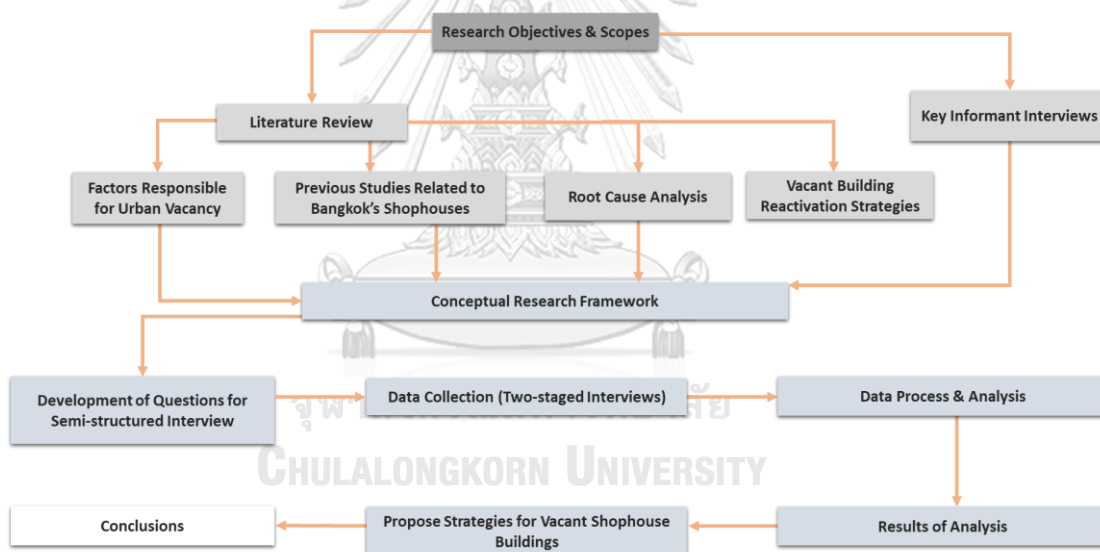 Research Objectives & Scopes
Literature Review
Key Informant Interviews
Factors Responsible
for Urban Vacancy
Previous Studies Related to
Bangkok's Shophouses
Root Cause Analysis
Vacant Building
Reactivation Strategies
Conceptual Research Framework
Development of Questions for
Semi-structured Interview
Data Collection (Two-staged Interviews)
Data Process & Analysis
CHULALONGKORN UNIVERSITY
Conclusions
Propose Strategies for Vacant Shophouse
Buildings
Results of Analysis